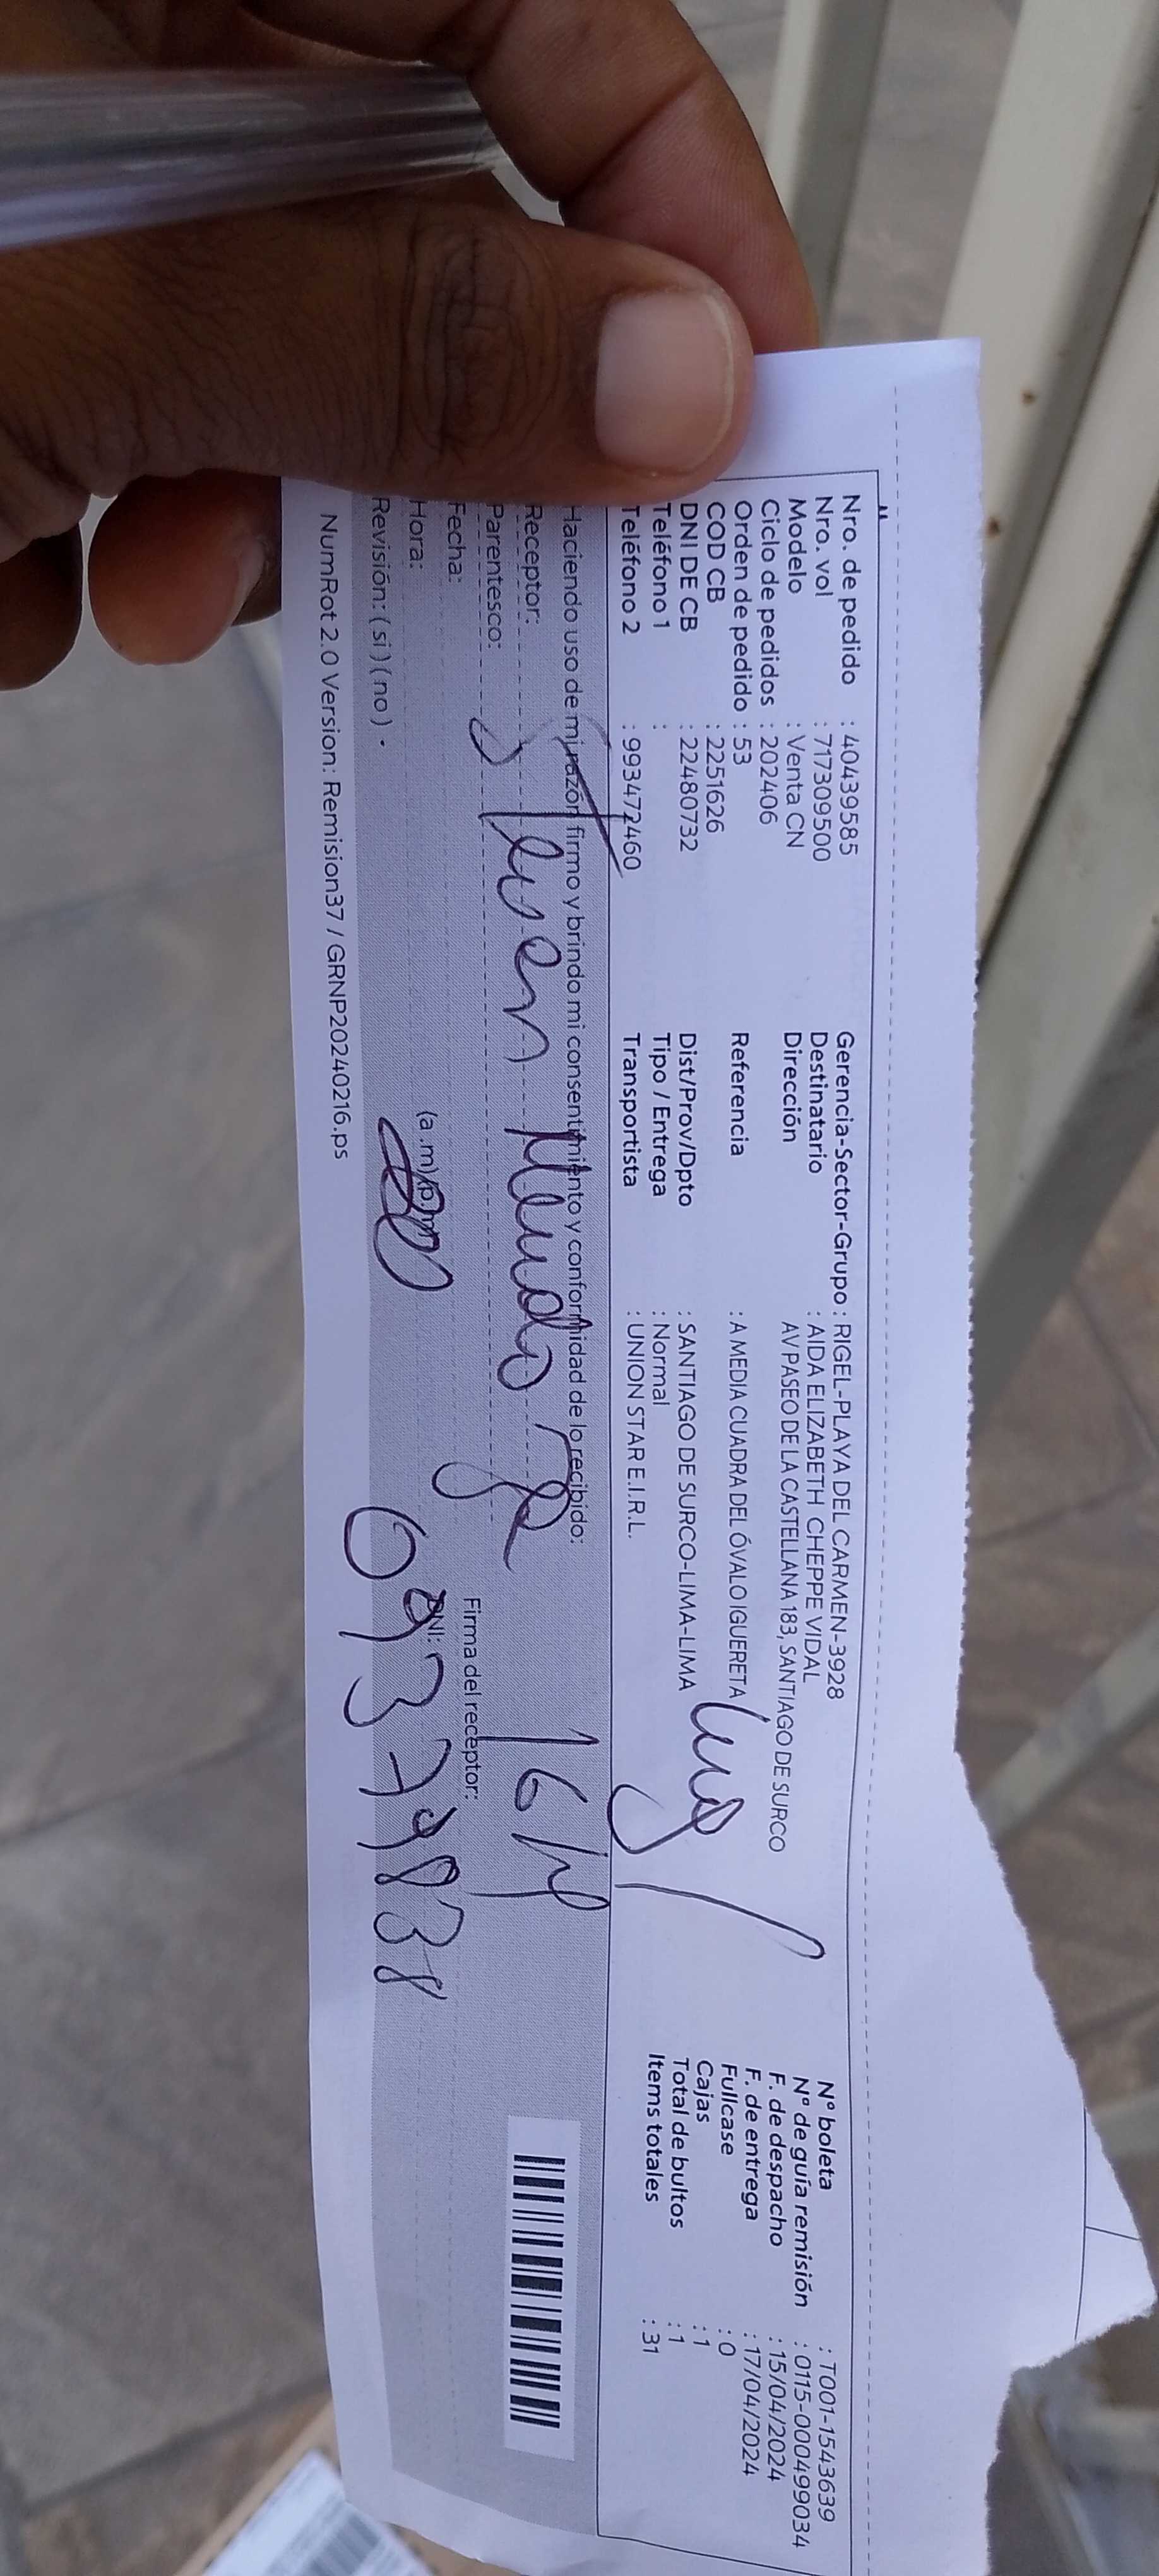 Nro. de pedido : 40439585
Nro. vol : 717309500
Modelo : Venta CN
Ciclo de pedidos : 202406
Orden de pedido : 53
COD CB : 2251626
DNI DE CB : 22480732
Teléfono 1 :
Teléfono 2 : 993472460
Gerencia-Sector-Grupo : RIGEL-PLAYA DEL CARMEN-3928
Destinatario : AIDA ELIZABETH CHEPPE VIDAL
Dirección AV PASEO DE LA CASTELLANA 183, SANTIAGO DE SURCO
Referencia : A MEDIA CUADRA DEL ÓVALO IGUERETA
Dist/Prov/Dpto : SANTIAGO DE SURCO-LIMA-LIMA
Tipo / Entrega : Normal
Transportista : UNION STAR E.I.R.L.
N° boleta : T001-1543639
N° de guía remisión : 0115-000499034
F. de despacho : 15/04/2024
F. de entrega : 17/04/2024
Fullcase : 0
Cajas : 1
Total de bultos : 1
Items totales : 31
Haciendo uso de mi razón firmo y brindo mi consentimiento y conformidad de lo recibido:
Receptor:
Parentesco:
Fecha:
Hora: (a.m)(p.m)
Revisión: ( si ) ( no )
16/4
Firma del receptor:
DNI:
NumRot 2.0 Version: Remision37 / GRNP20240216.ps